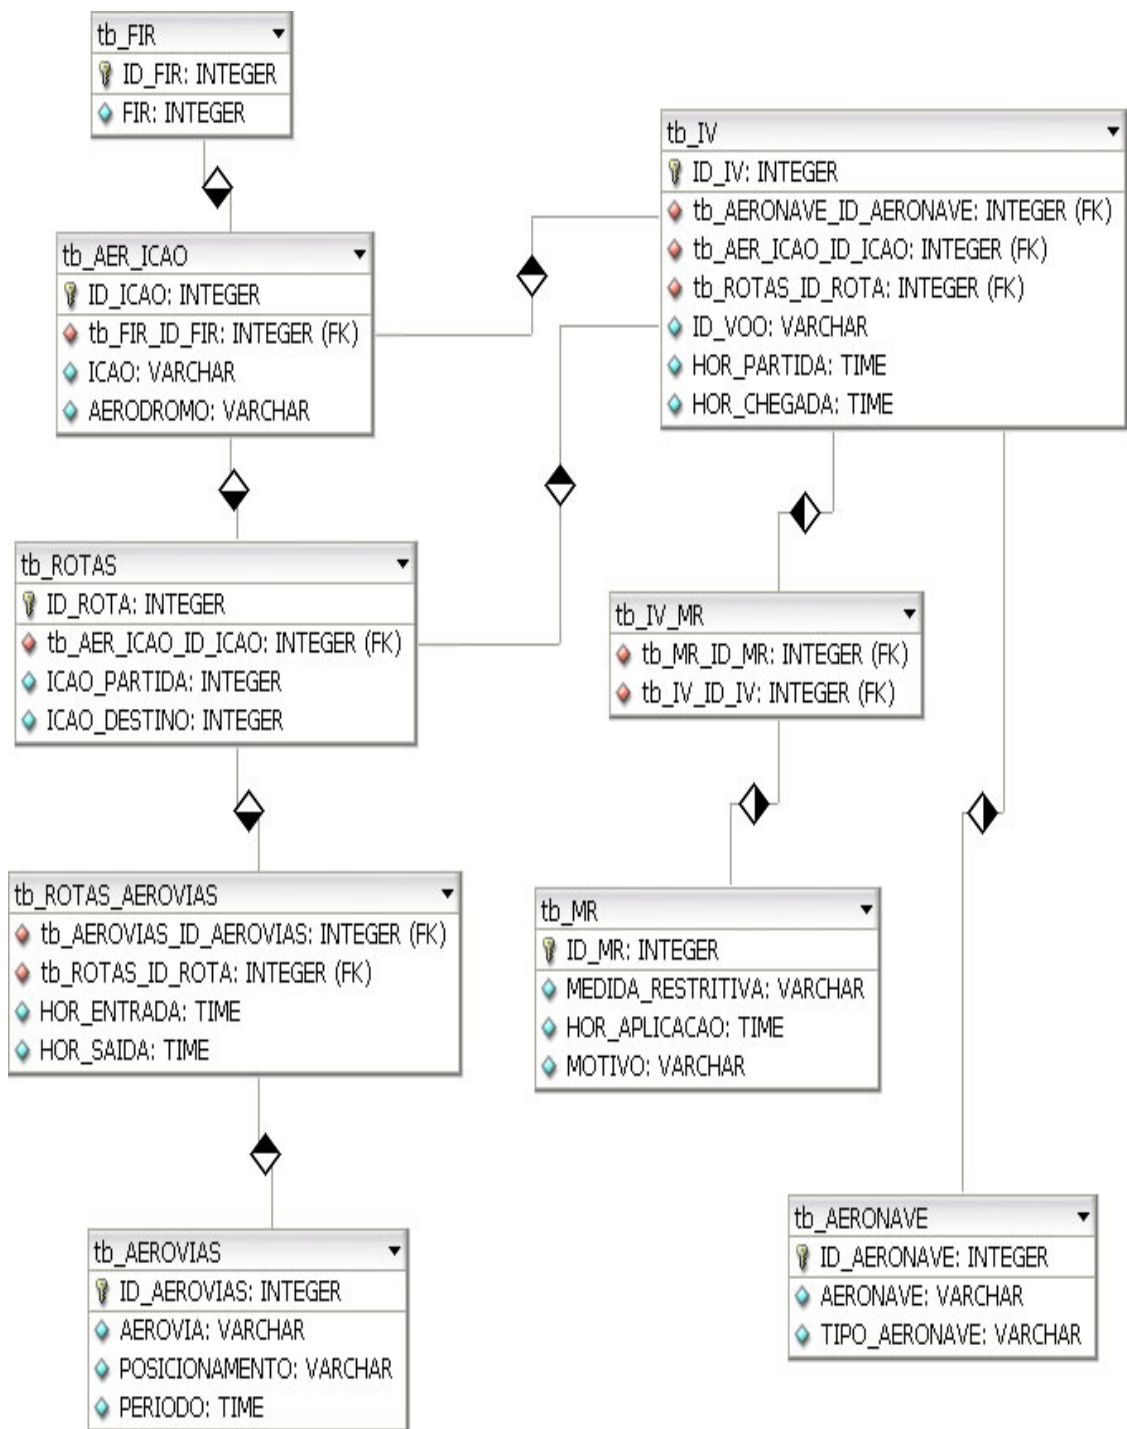 tb_FIR
ID_FIR: INTEGER
FIR: INTEGER
tb_AER_ICAO
ID_ICAO: INTEGER
tb_FIR_ID_FIR: INTEGER (FK)
ICAO: VARCHAR
AERODROMO: VARCHAR
tb_IV
ID_IV: INTEGER
tb_AERONAVE_ID_AERONAVE: INTEGER (FK)
tb_AER_ICAO_ID_ICAO: INTEGER (FK)
tb_ROTAS_ID_ROTA: INTEGER (FK)
ID_VOO: VARCHAR
HOR_PARTIDA: TIME
HOR_CHEGADA: TIME
tb_ROTAS
ID_ROTA: INTEGER
tb_AER_ICAO_ID_ICAO: INTEGER (FK)
ICAO_PARTIDA: INTEGER
ICAO_DESTINO: INTEGER
tb_IV_MR
tb_MR_ID_MR: INTEGER (FK)
tb_IV_ID_IV: INTEGER (FK)
tb_ROTAS_AEROVIAS
tb_AEROVIAS_ID_AEROVIAS: INTEGER (FK)
tb_ROTAS_ID_ROTA: INTEGER (FK)
HOR_ENTRADA: TIME
HOR_SAIDA: TIME
tb_MR
ID_MR: INTEGER
MEDIDA_RESTRITIVA: VARCHAR
HOR_APLICACAO: TIME
MOTIVO: VARCHAR
tb_AEROVIAS
ID_AEROVIAS: INTEGER
AEROVIA: VARCHAR
POSICIONAMENTO: VARCHAR
PERIODO: TIME
tb_AERONAVE
ID_AERONAVE: INTEGER
AERONAVE: VARCHAR
TIPO_AERONAVE: VARCHAR